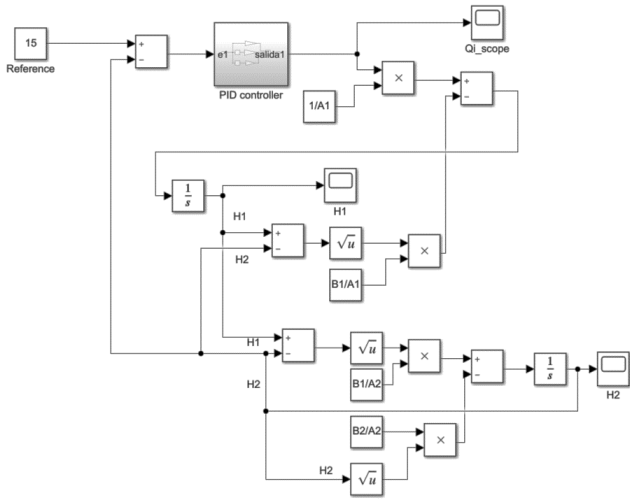 15
Reference
+
−
e1
salida1
PID controller
Qi_scope
1/A1
×
+
−
1
s
H1
H1
+
−
H2
√u
B1/A1
×
H1
+
−
H2
√u
B1/A2
×
+
−
1
s
H2
B2/A2
×
H2
√u